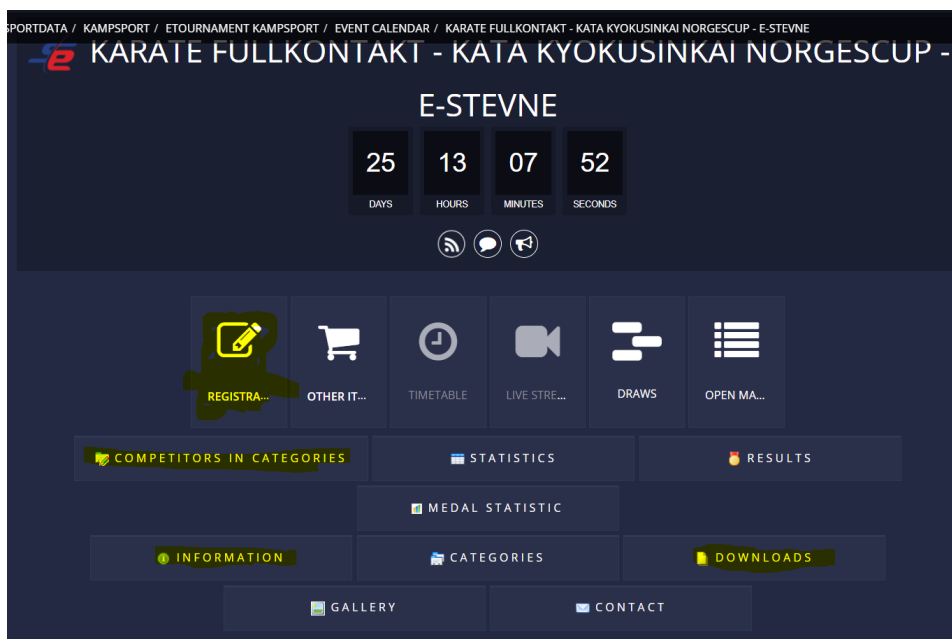 SPORTDATA / KAMPSPORT / ETOURNAMENT KAMPSPORT / EVENT CALENDAR / KARATE FULLKONTAKT - KATA KYOKUSINKAI NORGESCUP - E-STEVNE
KARATE FULLKONTAKT - KATA KYOKUSINKAI NORGESCUP -
E-STEVNE
25 13 07 52
DAYS HOURS MINUTES SECONDS
REGISTRA... OTHER IT... TIMETABLE LIVE STRE... DRAWS OPEN MA...
COMPETITORS IN CATEGORIES STATISTICS RESULTS
MEDAL STATISTIC
INFORMATION CATEGORIES DOWNLOADS
GALLERY CONTACT